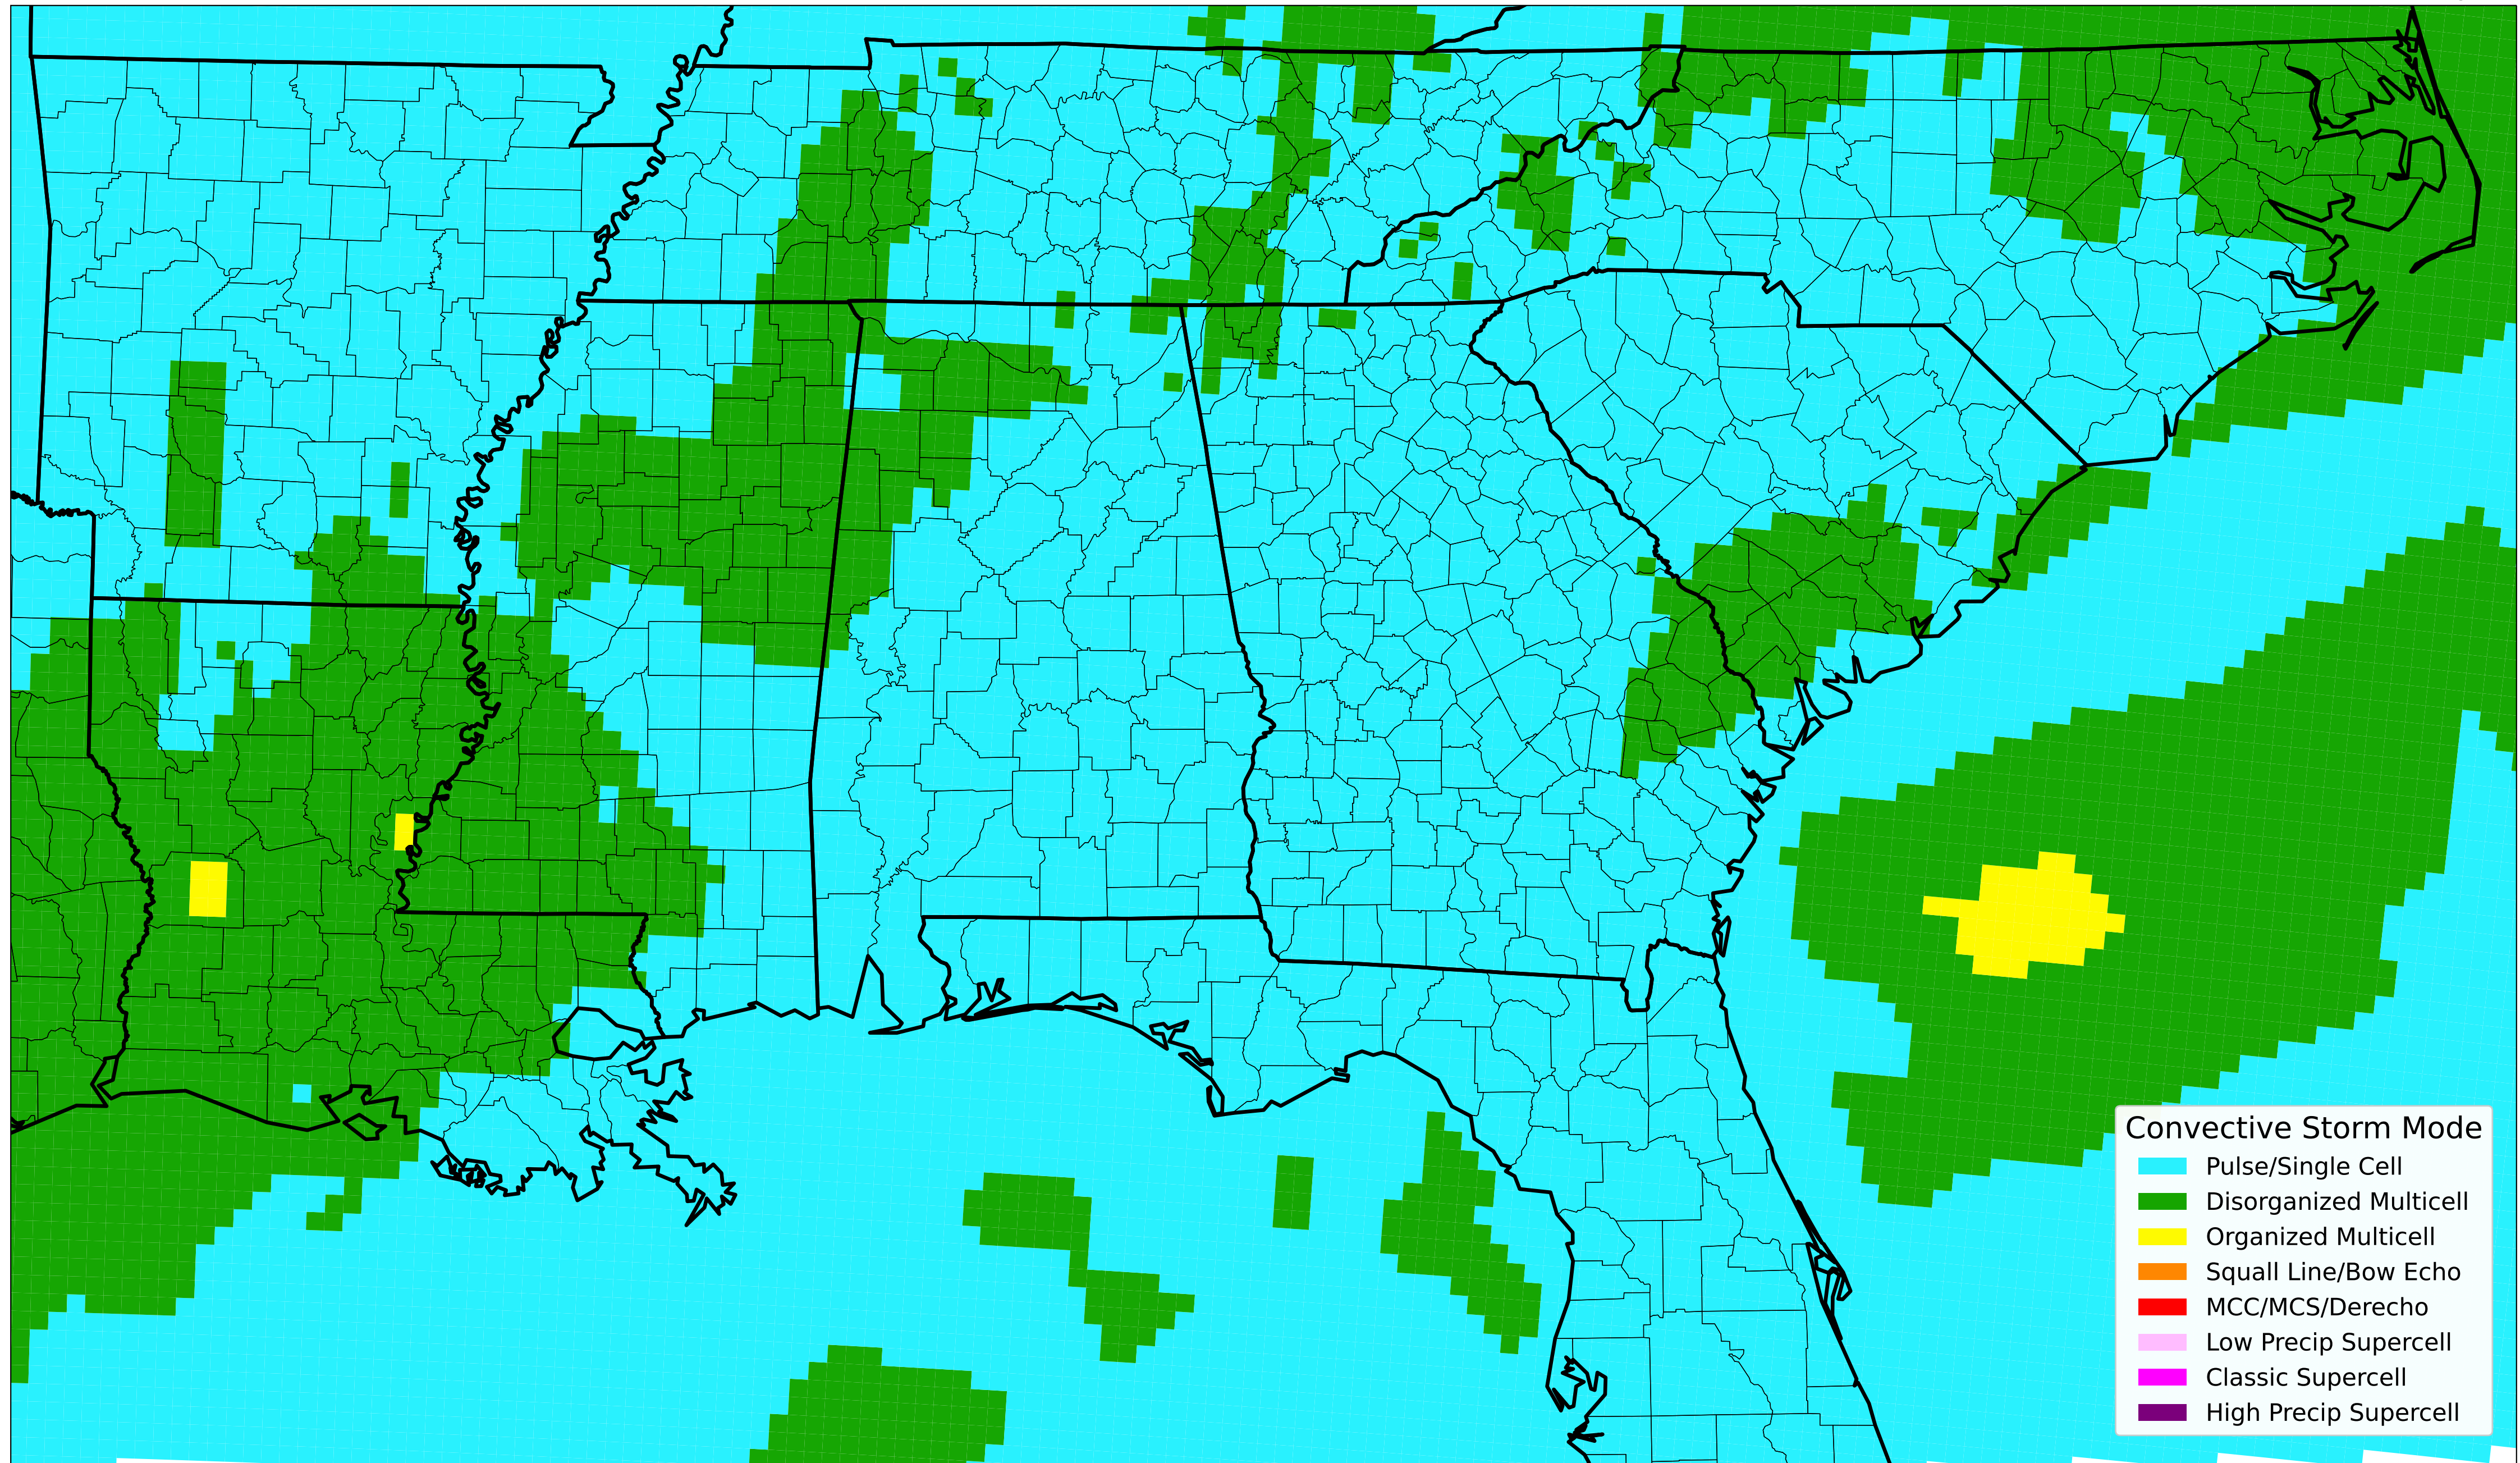 Convective Storm Mode
Pulse/Single Cell
Disorganized Multicell
Organized Multicell
Squall Line/Bow Echo
MCC/MCS/Derecho
Low Precip Supercell
Classic Supercell
High Precip Supercell